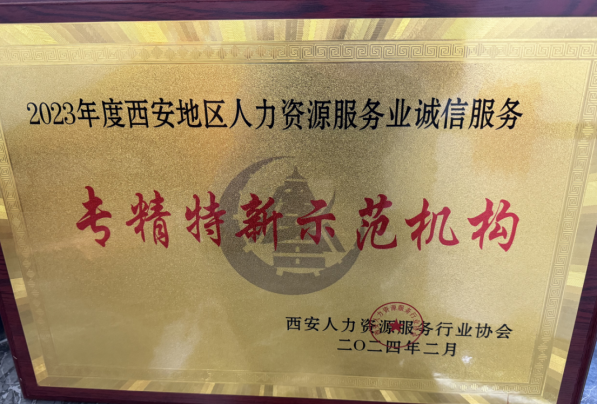 2023年度西安地区人力资源服务业诚信服务
专精特新示范机构
西安人力资源服务行业协会
二〇二四年二月